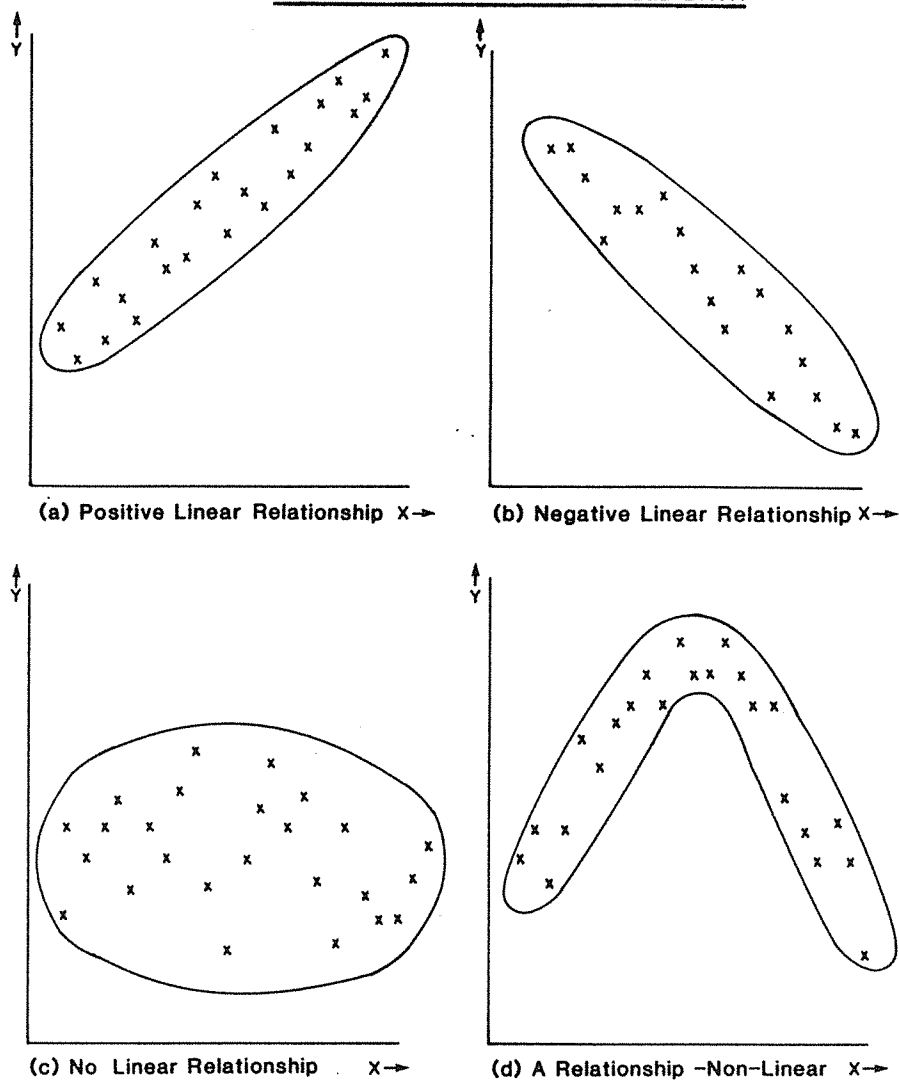 Y
Y
(a) Positive Linear Relationship X→
(b) Negative Linear Relationship X→
Y
Y
(c) No Linear Relationship X→
(d) A Relationship -Non-Linear X→